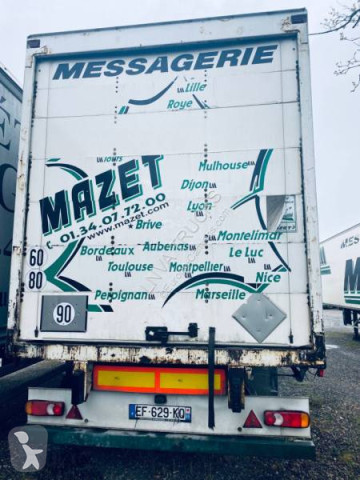 MESSAGERIE
Lille
Roye
Tours
MAZET
01.34.07.72.00
www.mazet.com
Mulhouse
Dijon
Lyon
Brive
Montelimar
Bordeaux Aubenas
Le Luc
Toulouse Montpellier
Nice
Perpignan Marseille
60
80
90
EF-629-KQ